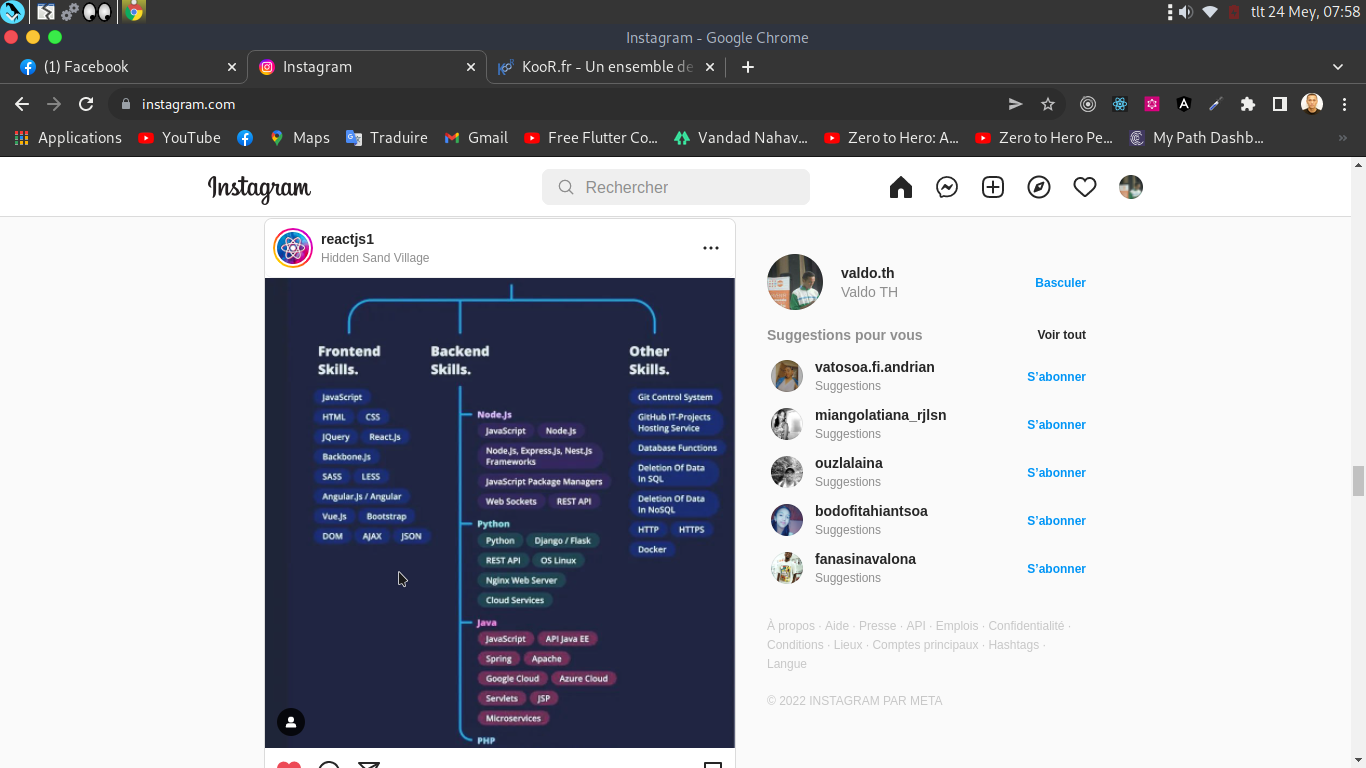 tlt 24 Mey, 07:58
Instagram - Google Chrome
(1) Facebook
Instagram
KooR.fr - Un ensemble de
instagram.com
Applications
YouTube
Maps
Traduire
Gmail
Free Flutter Co…
Vandad Nahav…
Zero to Hero: A…
Zero to Hero Pe…
My Path Dashb…
Instagram
Rechercher
reactjs1
Hidden Sand Village
Frontend
Skills.
JavaScript
HTML CSS
JQuery React.Js
Backbone.Js
SASS LESS
Angular.Js / Angular
Vue.Js Bootstrap
DOM AJAX JSON
Backend
Skills.
Node.Js
JavaScript Node.Js
Node.Js, Express.Js, Nest.Js
Frameworks
JavaScript Package Managers
Web Sockets REST API
Python
Python Django / Flask
REST API OS Linux
Nginx Web Server
Cloud Services
Java
JavaScript API Java EE
Spring Apache
Google Cloud Azure Cloud
Servlets JSP
Microservices
PHP
Other
Skills.
Git Control System
GitHub IT-Projects
Hosting Service
Database Functions
Deletion Of Data
In SQL
Deletion Of Data
In NoSQL
HTTP HTTPS
Docker
valdo.th
Valdo TH
Basculer
Suggestions pour vous
Voir tout
vatosoa.fi.andrian
Suggestions
S'abonner
miangolatiana_rjlsn
Suggestions
S'abonner
ouzlalaina
Suggestions
S'abonner
bodofitahiantsoa
Suggestions
S'abonner
fanasinavalona
Suggestions
S'abonner
À propos · Aide · Presse · API · Emplois · Confidentialité ·
Conditions · Lieux · Comptes principaux · Hashtags ·
Langue
© 2022 INSTAGRAM PAR META